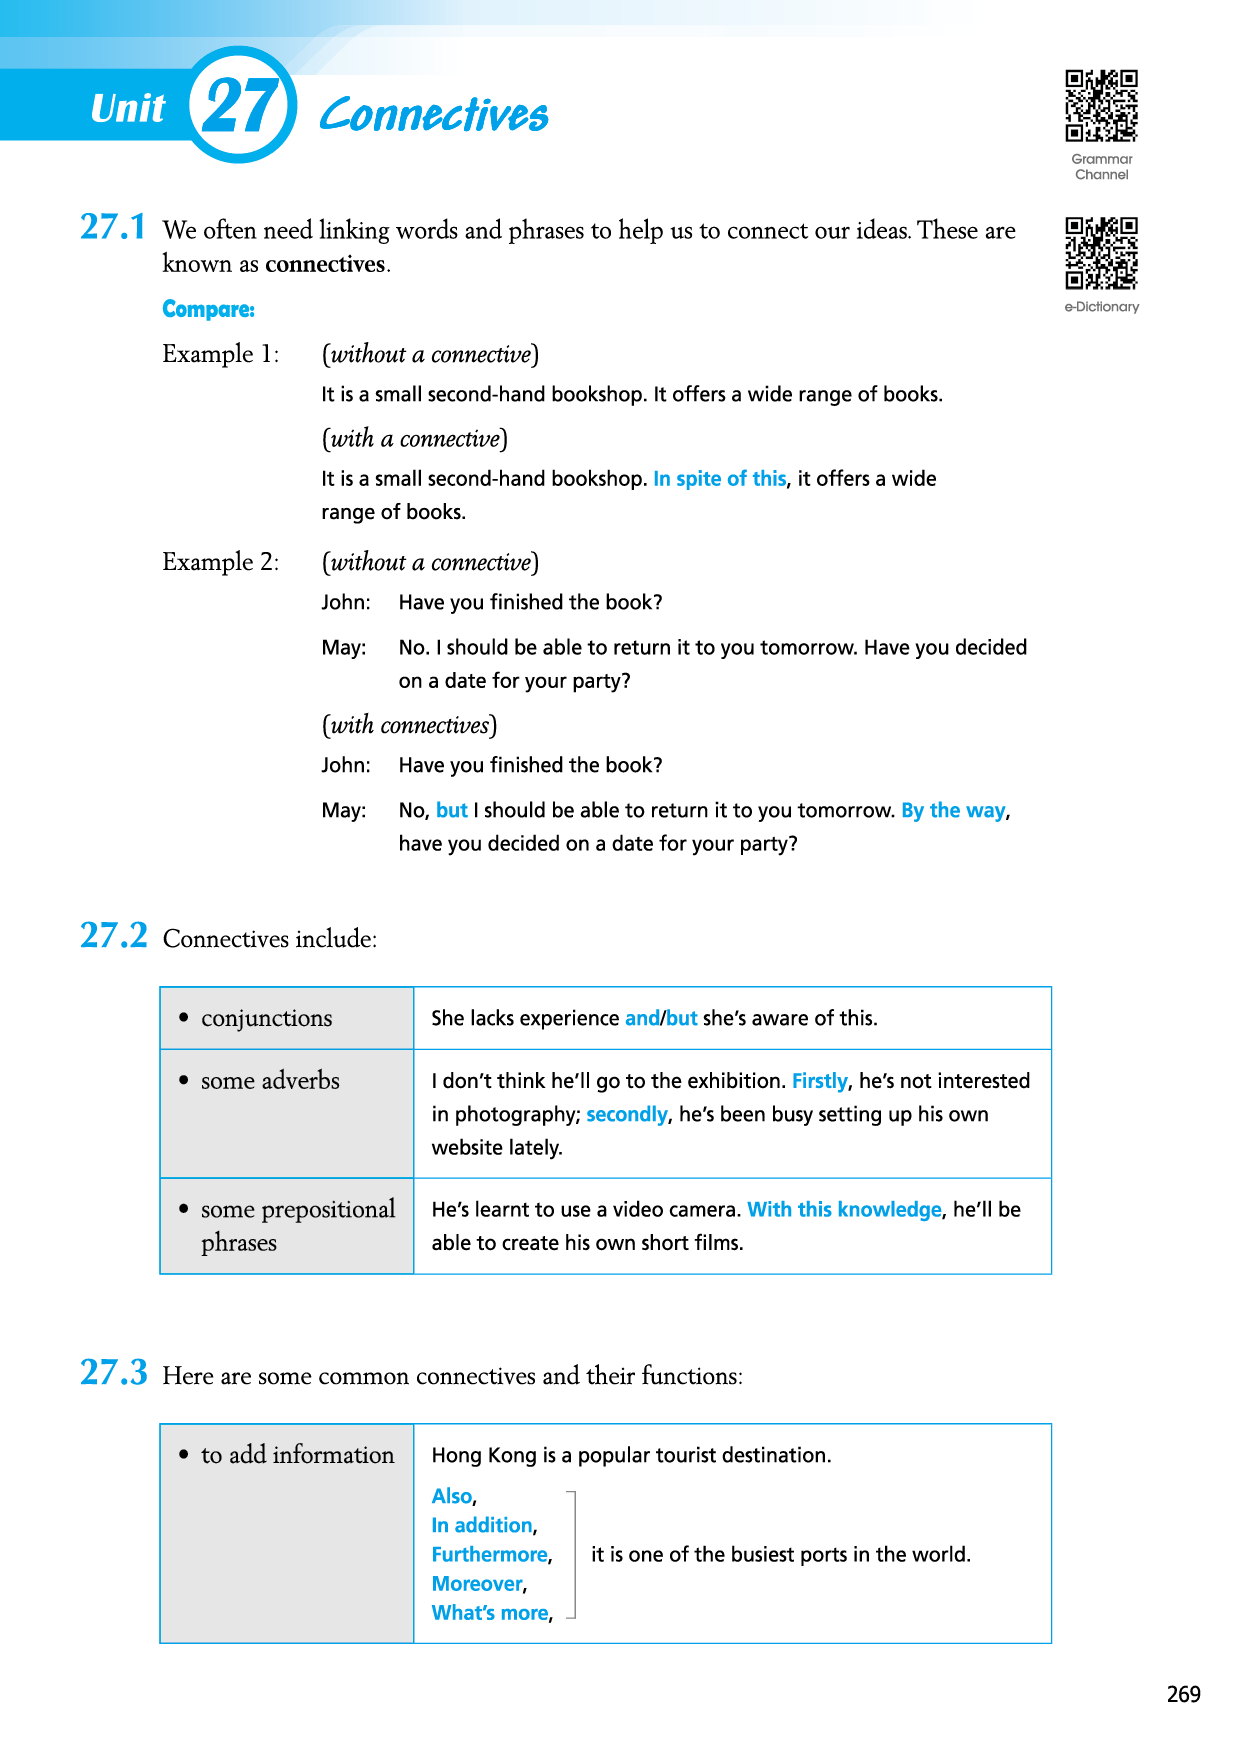 Unit 27 Connectives
Grammar
Channel
27.1 We often need linking words and phrases to help us to connect our ideas. These are
known as connectives.
e-Dictionary
Compare:
Example 1: (without a connective)
It is a small second-hand bookshop. It offers a wide range of books.
(with a connective)
It is a small second-hand bookshop. In spite of this, it offers a wide
range of books.
Example 2: (without a connective)
John: Have you finished the book?
May: No. I should be able to return it to you tomorrow. Have you decided
on a date for your party?
(with connectives)
John: Have you finished the book?
May: No, but I should be able to return it to you tomorrow. By the way,
have you decided on a date for your party?
27.2 Connectives include:
• conjunctions
She lacks experience and/but she's aware of this.
• some adverbs
I don't think he'll go to the exhibition. Firstly, he's not interested
in photography; secondly, he's been busy setting up his own
website lately.
• some prepositional
phrases
He's learnt to use a video camera. With this knowledge, he'll be
able to create his own short films.
27.3 Here are some common connectives and their functions:
• to add information
Hong Kong is a popular tourist destination.
Also,
In addition,
Furthermore,
Moreover,
What's more,
it is one of the busiest ports in the world.
269